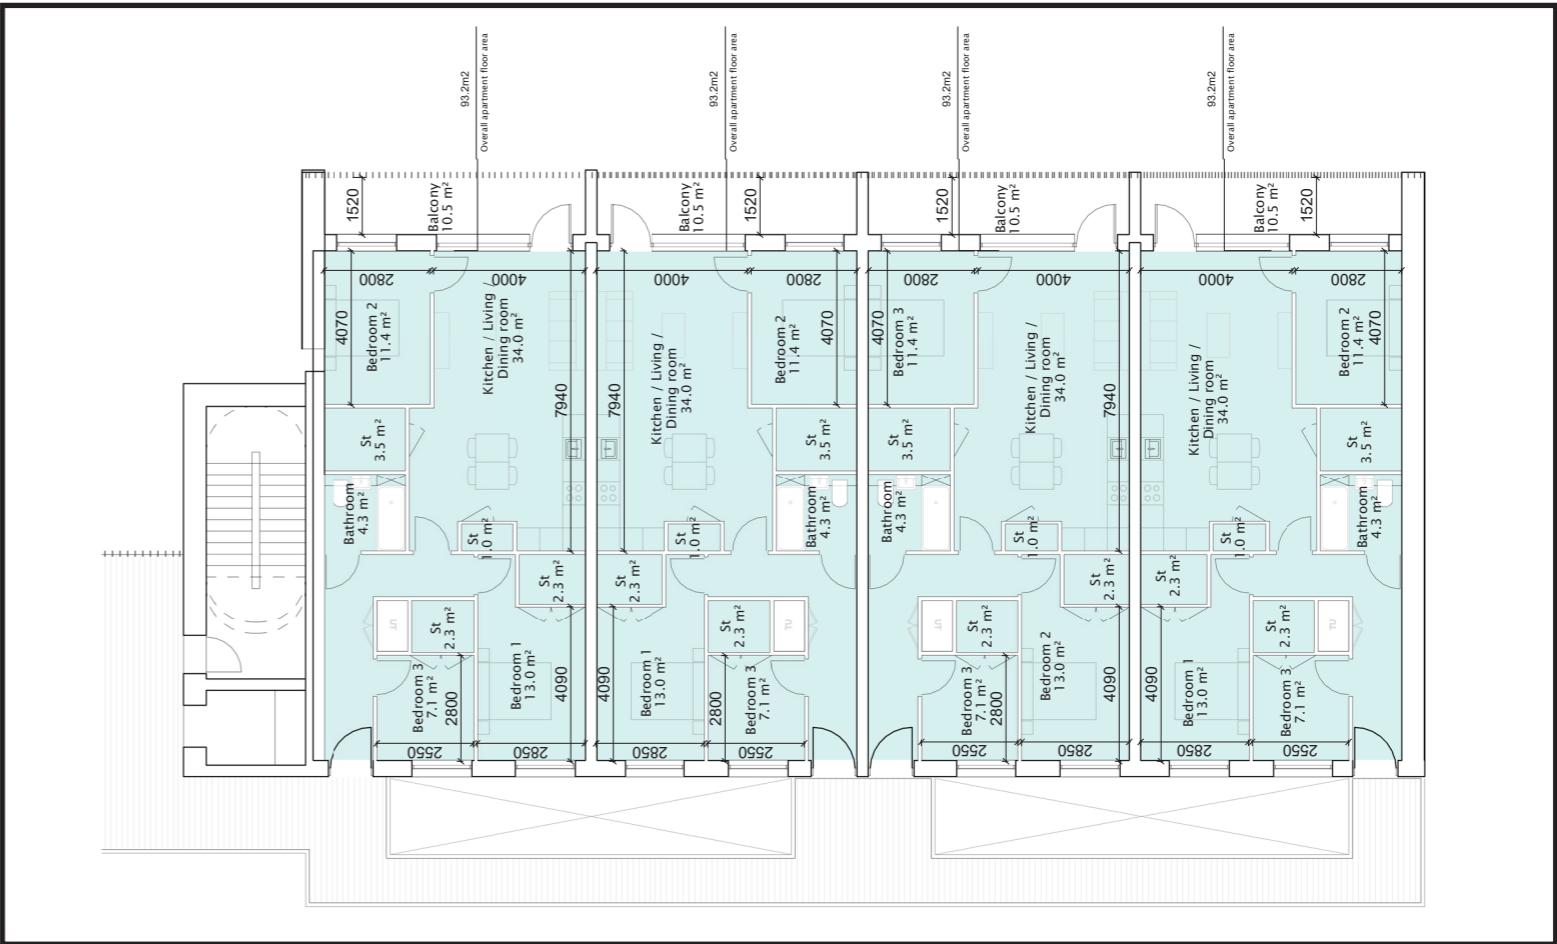 93.2m2
Overall apartment floor area
93.2m2
Overall apartment floor area
93.2m2
Overall apartment floor area
93.2m2
Overall apartment floor area
1520
Balcony
10.5 m²
Balcony
10.5 m²
1520
1520
Balcony
10.5 m²
Balcony
10.5 m²
1520
2800
4000
4000
2800
2800
4000
4000
2800
4070
Bedroom 2
11.4 m²
Kitchen / Living /
Dining room
34.0 m²
7940
7940
Kitchen / Living /
Dining room
34.0 m²
Bedroom 2
11.4 m²
4070
4070
Bedroom 3
11.4 m²
Kitchen / Living /
Dining room
34.0 m²
7940
Kitchen / Living /
Dining room
34.0 m²
Bedroom 2
11.4 m²
4070
St
3.5 m²
St
3.5 m²
St
3.5 m²
St
3.5 m²
Bathroom
4.3 m²
St
1.0 m²
St
1.0 m²
Bathroom
4.3 m²
Bathroom
4.3 m²
St
1.0 m²
St
1.0 m²
Bathroom
4.3 m²
St
2.3 m²
St
2.3 m²
St
2.3 m²
St
2.3 m²
St
2.3 m²
St
2.3 m²
St
2.3 m²
St
2.3 m²
Bedroom 3
7.1 m²
2800
Bedroom 1
13.0 m²
4090
4090
Bedroom 1
13.0 m²
2800
Bedroom 3
7.1 m²
Bedroom 3
7.1 m²
2800
Bedroom 2
13.0 m²
4090
4090
Bedroom 1
13.0 m²
Bedroom 3
7.1 m²
2550
2850
2850
2550
2550
2850
2850
2550